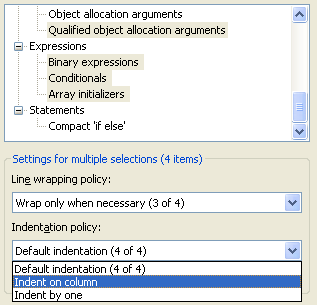 Object allocation arguments
Qualified object allocation arguments
Expressions
Binary expressions
Conditionals
Array initializers
Statements
Compact 'if else'
Settings for multiple selections (4 items)
Line wrapping policy:
Wrap only when necessary (3 of 4)
Indentation policy:
Default indentation (4 of 4)
Default indentation (4 of 4)
Indent on column
Indent by one